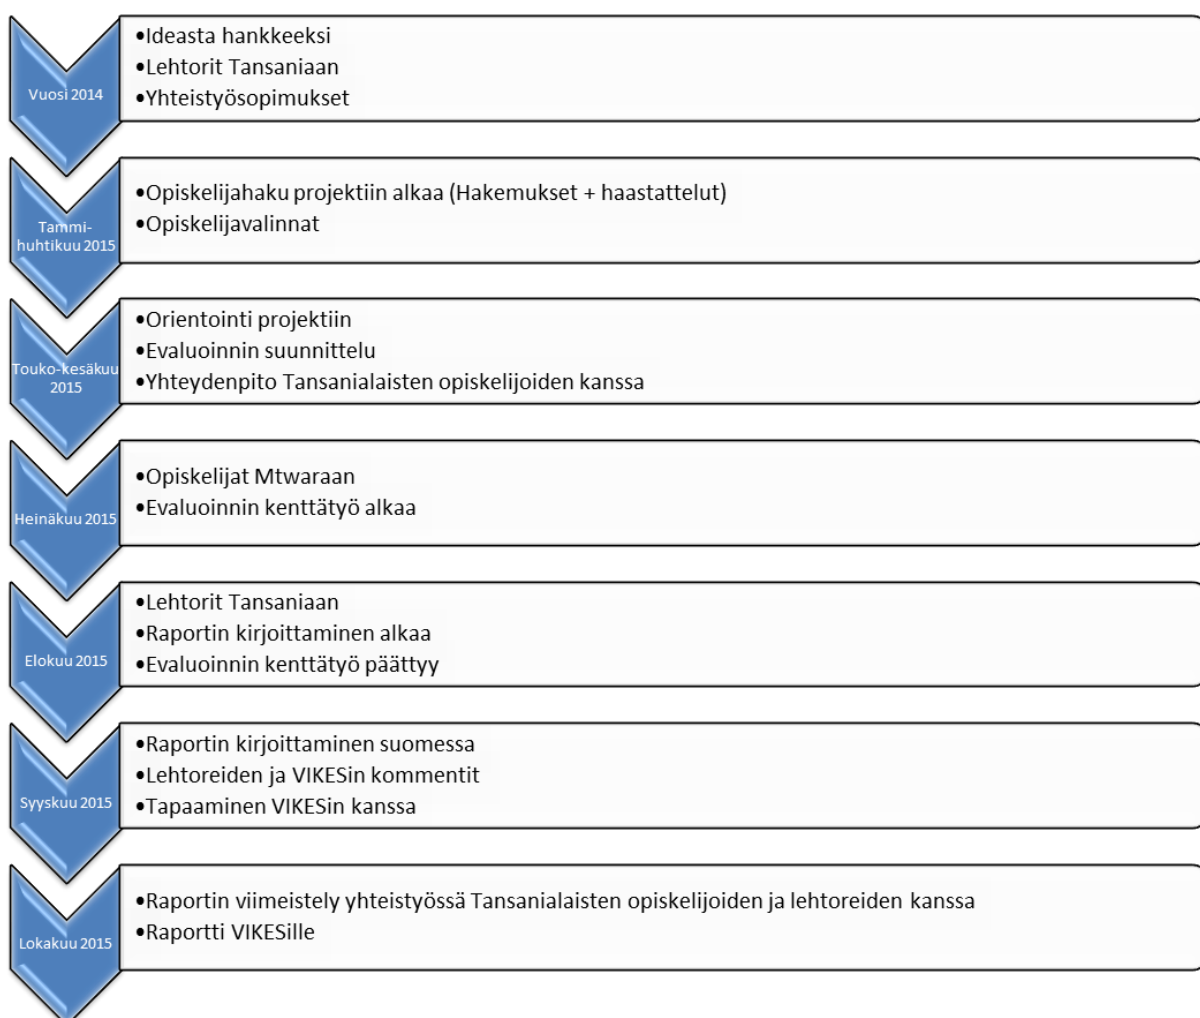 Vuosi 2014
•Ideasta hankkeeksi
•Lehtorit Tansaniaan
•Yhteistyösopimukset
Tammi-
huhtikuu 2015
•Opiskelijahaku projektiin alkaa (Hakemukset + haastattelut)
•Opiskelijavalinnat
Touko-kesäkuu
2015
•Orientointi projektiin
•Evaluoinnin suunnittelu
•Yhteydenpito Tansanialaisten opiskelijoiden kanssa
Heinäkuu 2015
•Opiskelijat Mtwaraan
•Evaluoinnin kenttätyö alkaa
Elokuu 2015
•Lehtorit Tansaniaan
•Raportin kirjoittaminen alkaa
•Evaluoinnin kenttätyö päättyy
Syyskuu 2015
•Raportin kirjoittaminen suomessa
•Lehtoreiden ja VIKESin kommentit
•Tapaaminen VIKESin kanssa
Lokakuu 2015
•Raportin viimeistely yhteistyössä Tansanialaisten opiskelijoiden ja lehtoreiden kanssa
•Raportti VIKESille